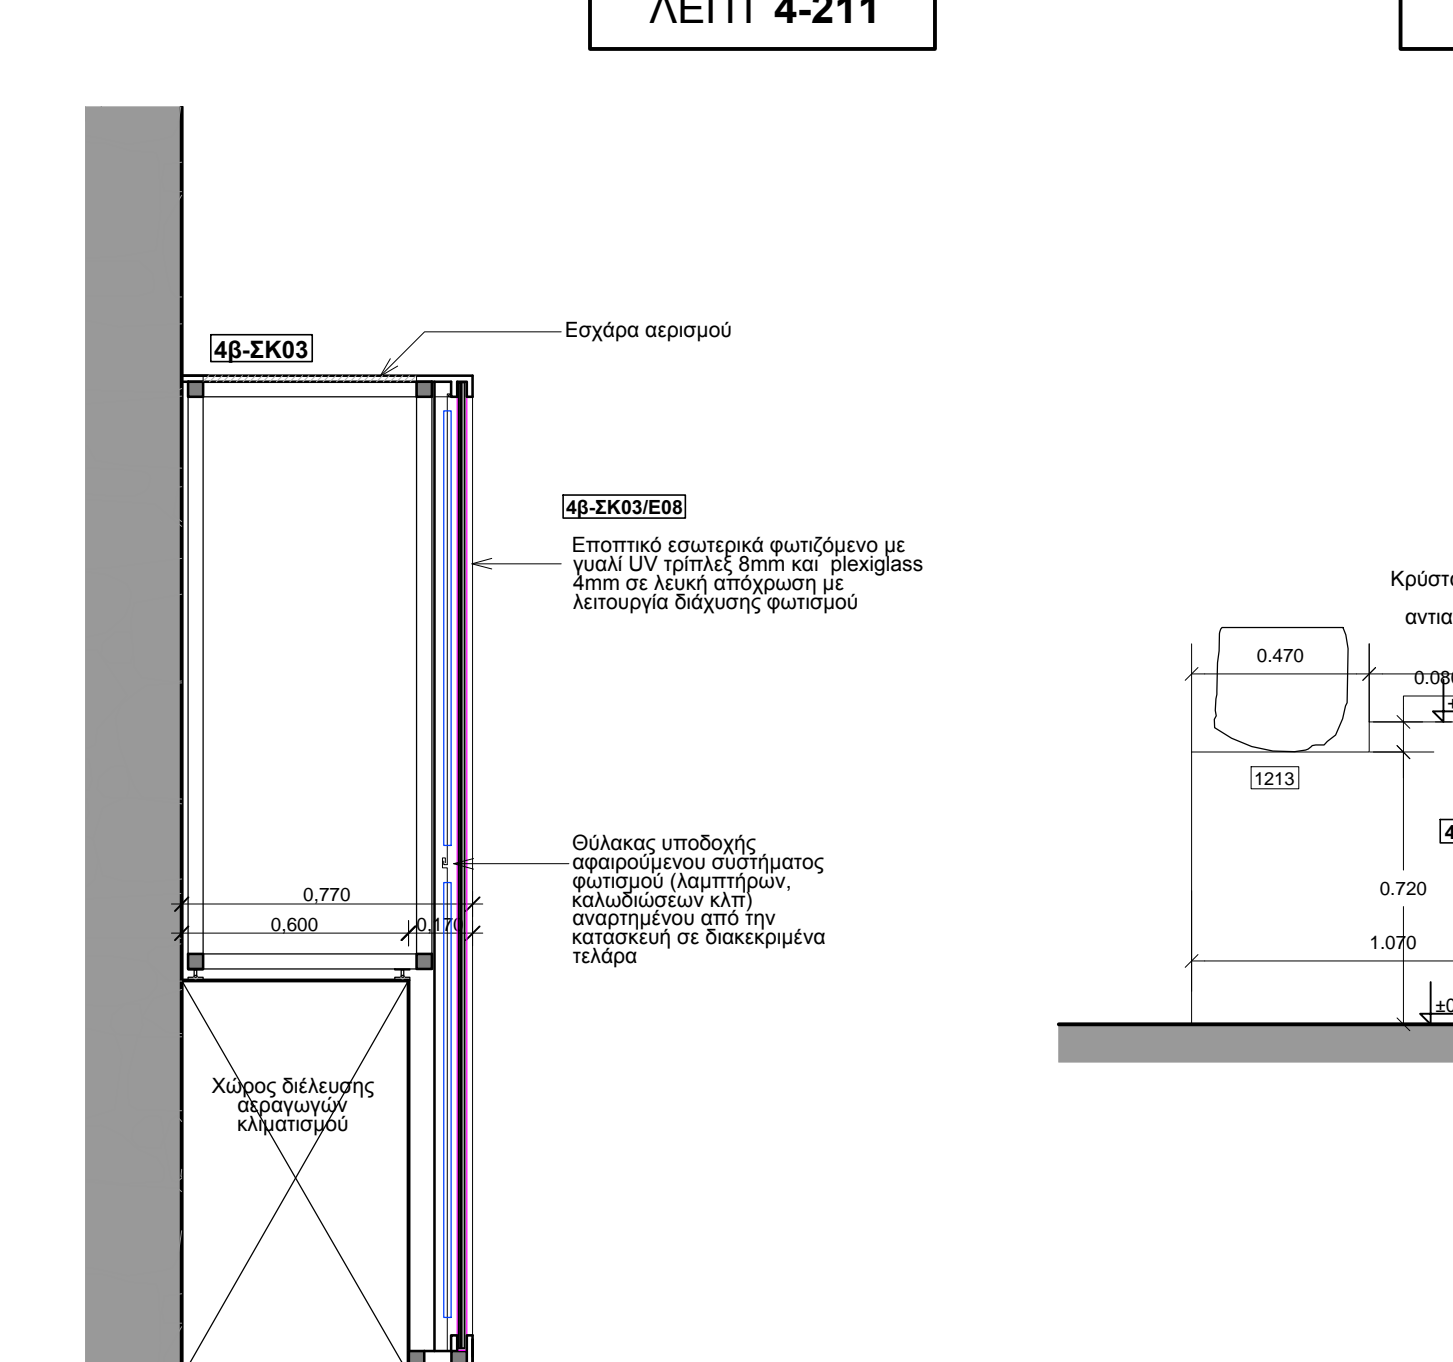 ΛΕΠΤ 4-211
4β-ΣΚ03
Εσχάρα αερισμού
4β-ΣΚ03/Ε08
Εποπτικό εσωτερικά φωτιζόμενο με
γυαλί UV τρίπλεξ 8mm και plexiglass
4mm σε λευκή απόχρωση με
λειτουργία διάχυσης φωτισμού
Θύλακας υποδοχής
αφαιρούμενου συστήματος
φωτισμού (λαμπτήρων,
καλωδιώσεων κλπ)
αναρτημένου από την
κατασκευή σε διακεκριμένα
τελάρα
0,770
0,600
0,170
Χώρος διέλευσης
αεραγωγών
κλιματισμού
αντια
0.470
1213
0.720
1.070
±0